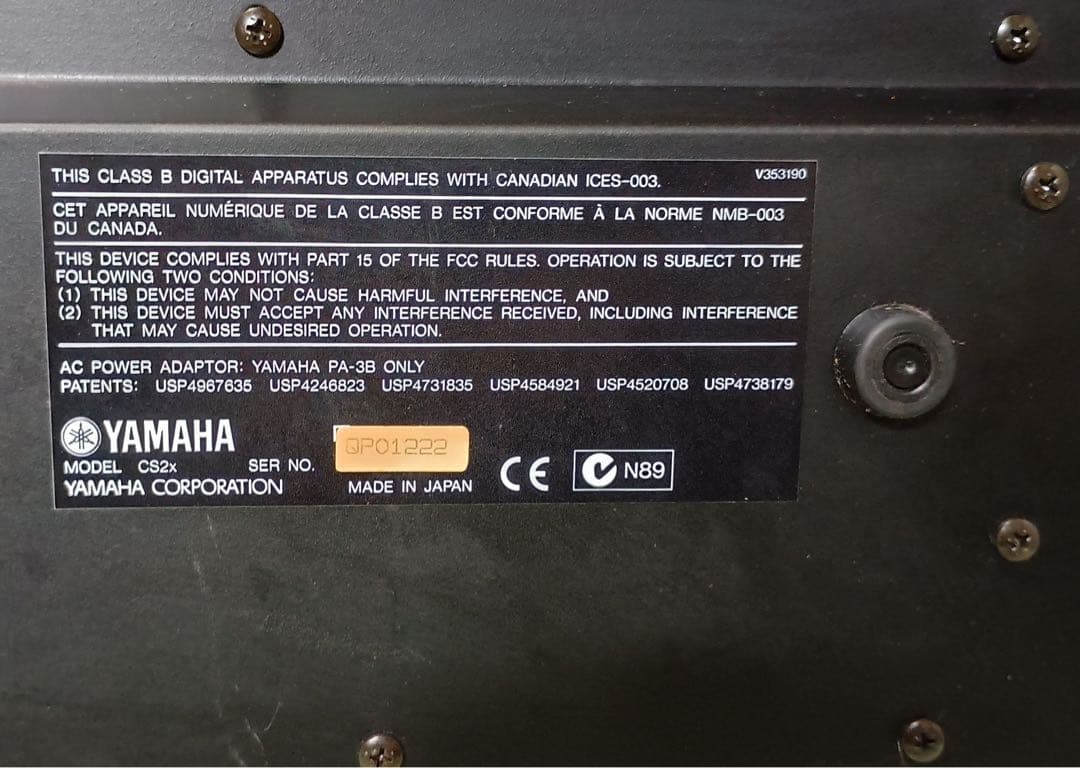 THIS CLASS B DIGITAL APPARATUS COMPLIES WITH CANADIAN ICES-003. V353190
CET APPAREIL NUMÉRIQUE DE LA CLASSE B EST CONFORME À LA NORME NMB-003
DU CANADA.
THIS DEVICE COMPLIES WITH PART 15 OF THE FCC RULES. OPERATION IS SUBJECT TO THE
FOLLOWING TWO CONDITIONS:
(1) THIS DEVICE MAY NOT CAUSE HARMFUL INTERFERENCE, AND
(2) THIS DEVICE MUST ACCEPT ANY INTERFERENCE RECEIVED, INCLUDING INTERFERENCE
THAT MAY CAUSE UNDESIRED OPERATION.
AC POWER ADAPTOR: YAMAHA PA-3B ONLY
PATENTS: USP4967635 USP4246823 USP4731835 USP4584921 USP4520708 USP4738179
YAMAHA
MODEL CS2x SER NO. QP01222
YAMAHA CORPORATION MADE IN JAPAN CE N89